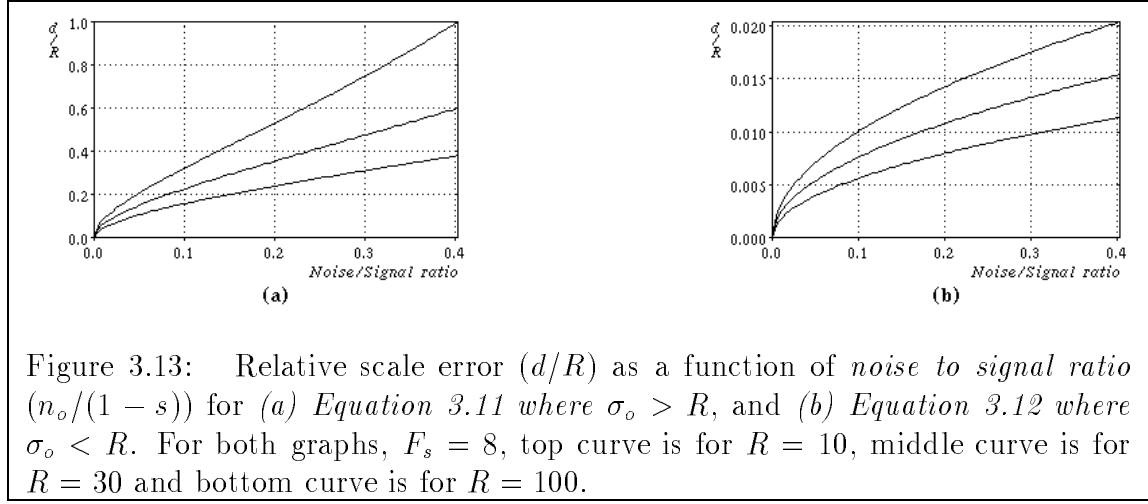 d/R
1.0
0.8
0.6
0.4
0.2
0.0
0.0 0.1 0.2 0.3 0.4
Noise/Signal ratio
(a)
d/R
0.020
0.015
0.010
0.005
0.000
0.0 0.1 0.2 0.3 0.4
Noise/Signal ratio
(b)
Figure 3.13: Relative scale error (d/R) as a function of noise to signal ratio
(nₒ/(1 − s)) for (a) Equation 3.11 where σₒ > R, and (b) Equation 3.12 where
σₒ < R. For both graphs, Fₛ = 8, top curve is for R = 10, middle curve is for
R = 30 and bottom curve is for R = 100.